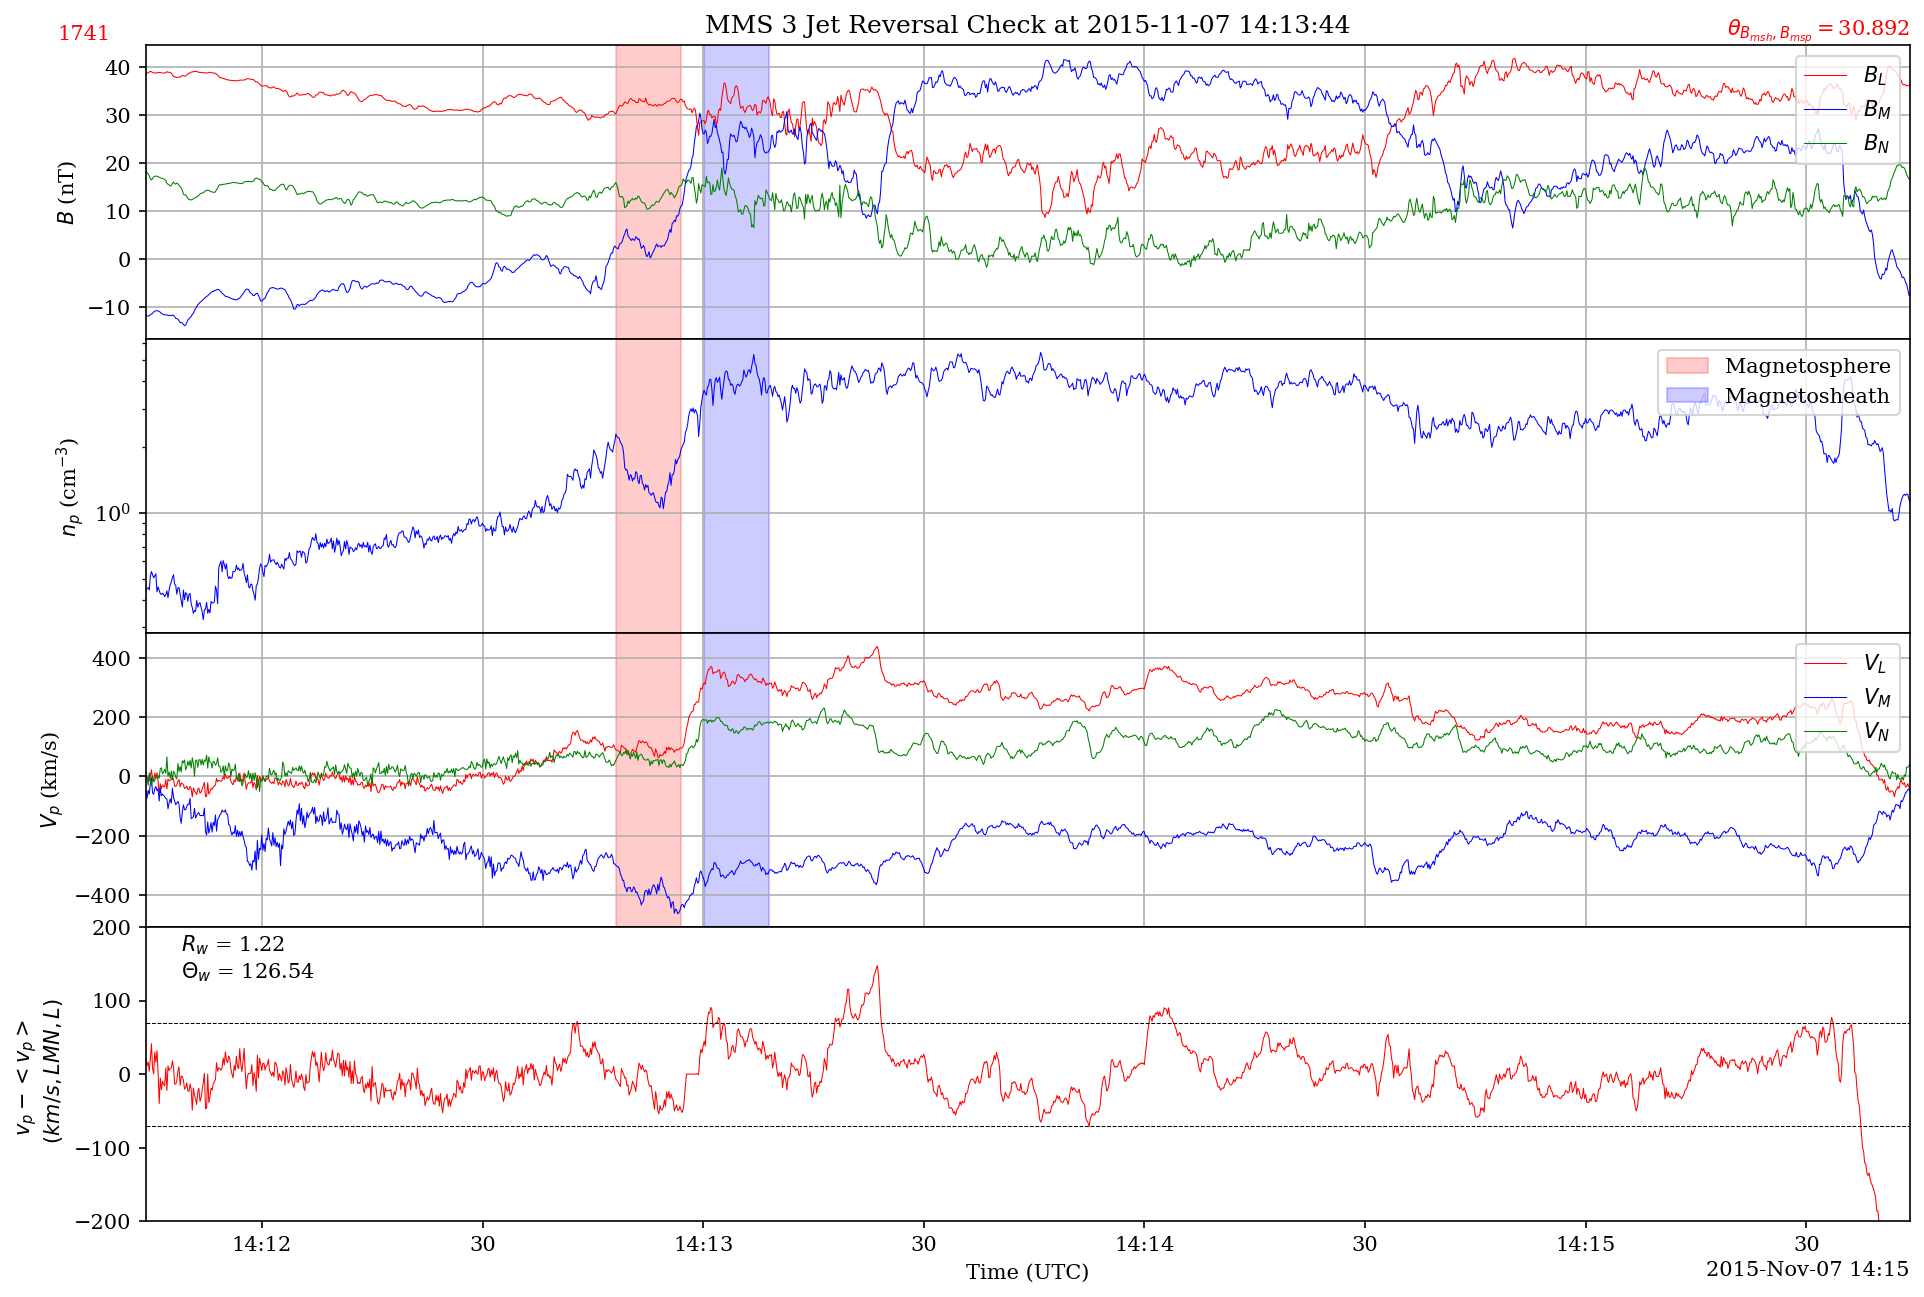 MMS 3 Jet Reversal Check at 2015-11-07 14:13:44
1741
θ_{B_{msh}, B_{msp}} = 30.892
40
30
20
10
0
−10
B (nT)
B_L
B_M
B_N
10^0
n_p (cm^{−3})
Magnetosphere
Magnetosheath
400
200
0
−200
−400
V_p (km/s)
V_L
V_M
V_N
200
100
0
−100
−200
v_p − <v_p>
(km/s, LMN, L)
R_w = 1.22
Θ_w = 126.54
14:12 30 14:13 30 14:14 30 14:15 30
Time (UTC)
2015-Nov-07 14:15